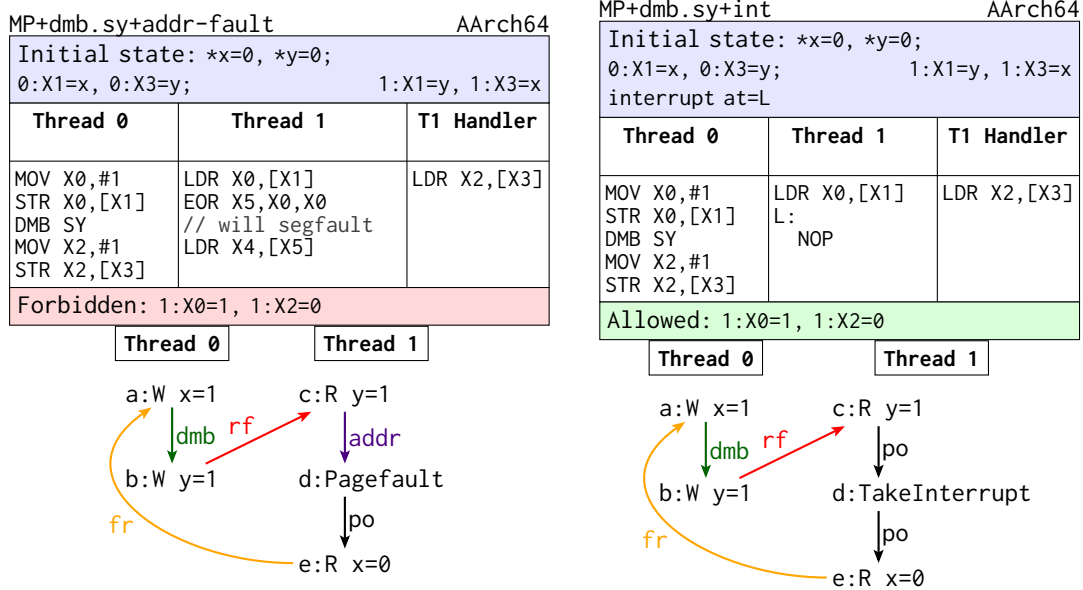 MP+dmb.sy+addr-fault AArch64
Initial state: *x=0, *y=0;
0:X1=x, 0:X3=y; 1:X1=y, 1:X3=x
Thread 0 Thread 1 T1 Handler
MOV X0,#1 LDR X0,[X1] LDR X2,[X3]
STR X0,[X1] EOR X5,X0,X0
DMB SY // will segfault
MOV X2,#1 LDR X4,[X5]
STR X2,[X3]
Forbidden: 1:X0=1, 1:X2=0
Thread 0 Thread 1
a:W x=1 c:R y=1
dmb rf addr
b:W y=1 d:Pagefault
fr po
e:R x=0
MP+dmb.sy+int AArch64
Initial state: *x=0, *y=0;
0:X1=x, 0:X3=y; 1:X1=y, 1:X3=x
interrupt at=L
Thread 0 Thread 1 T1 Handler
MOV X0,#1 LDR X0,[X1] LDR X2,[X3]
STR X0,[X1] L:
DMB SY NOP
MOV X2,#1
STR X2,[X3]
Allowed: 1:X0=1, 1:X2=0
Thread 0 Thread 1
a:W x=1 c:R y=1
dmb rf po
b:W y=1 d:TakeInterrupt
fr po
e:R x=0